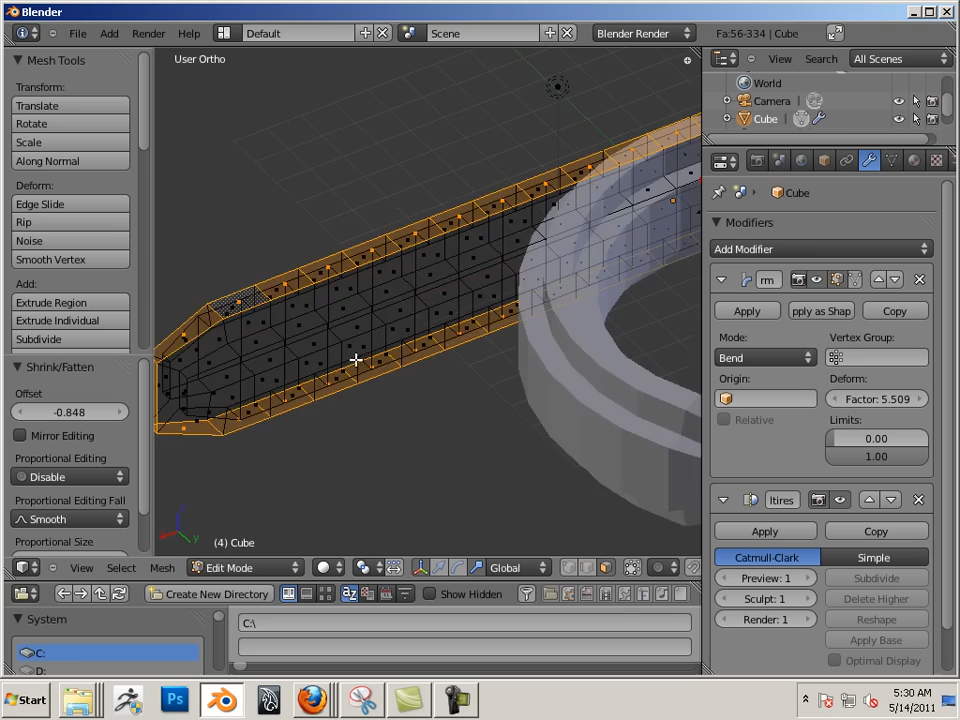 Blender
File Add Render Help Default Scene Blender Render Fa:56-334 | Cube
Mesh Tools
Transform:
Translate
Rotate
Scale
Along Normal
Deform:
Edge Slide
Rip
Noise
Smooth Vertex
Add:
Extrude Region
Extrude Individual
Subdivide
Shrink/Fatten
Offset
-0.848
Mirror Editing
Proportional Editing
Disable
Proportional Editing Fall
Smooth
Proportional Size
User Ortho
(4) Cube
View Select Mesh Edit Mode Global
Create New Directory Show Hidden
System
C:
D:
C:\
View Search All Scenes
World
Camera
Cube
Cube
Modifiers
Add Modifier
rm
Apply pply as Shap Copy
Mode: Vertex Group:
Bend
Origin: Deform:
Factor: 5.509
Relative Limits:
0.00
1.00
ltires
Apply Copy
Catmull-Clark Simple
Preview: 1 Subdivide
Sculpt: 1 Delete Higher
Render: 1 Reshape
Apply Base
Optimal Display
Start Ps 5:30 AM
5/14/2011